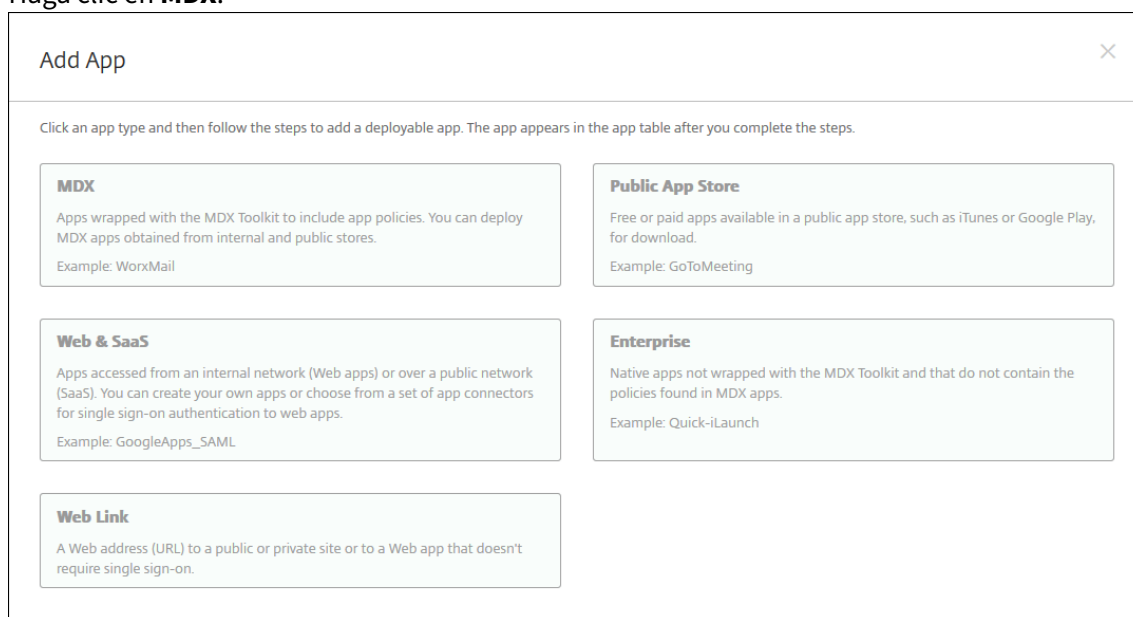 Haga clic en MDX.
Add App
Click an app type and then follow the steps to add a deployable app. The app appears in the app table after you complete the steps.
MDX
Apps wrapped with the MDX Toolkit to include app policies. You can deploy
MDX apps obtained from internal and public stores.
Example: WorxMail
Public App Store
Free or paid apps available in a public app store, such as iTunes or Google Play,
for download.
Example: GoToMeeting
Web & SaaS
Apps accessed from an internal network (Web apps) or over a public network
(SaaS). You can create your own apps or choose from a set of app connectors
for single sign-on authentication to web apps.
Example: GoogleApps_SAML
Enterprise
Native apps not wrapped with the MDX Toolkit and that do not contain the
policies found in MDX apps.
Example: Quick-iLaunch
Web Link
A Web address (URL) to a public or private site or to a Web app that doesn't
require single sign-on.